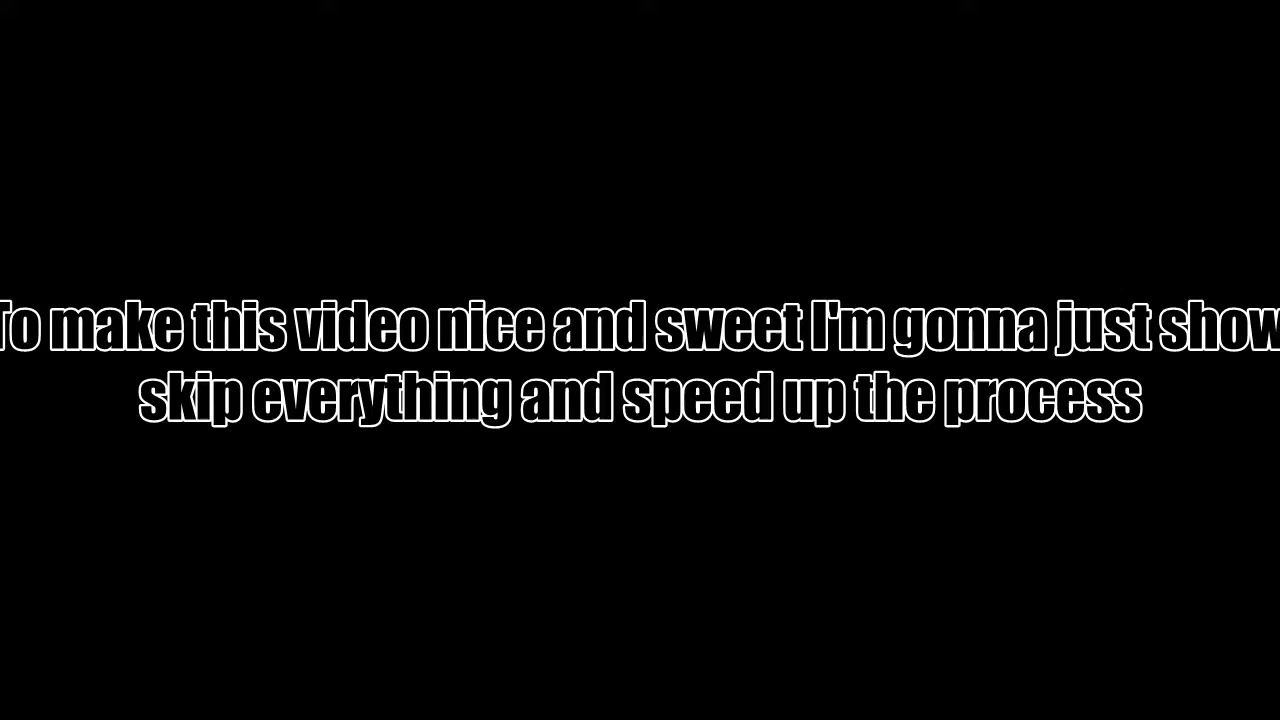 To make this video nice and sweet I'm gonna just show
skip everything and speed up the process